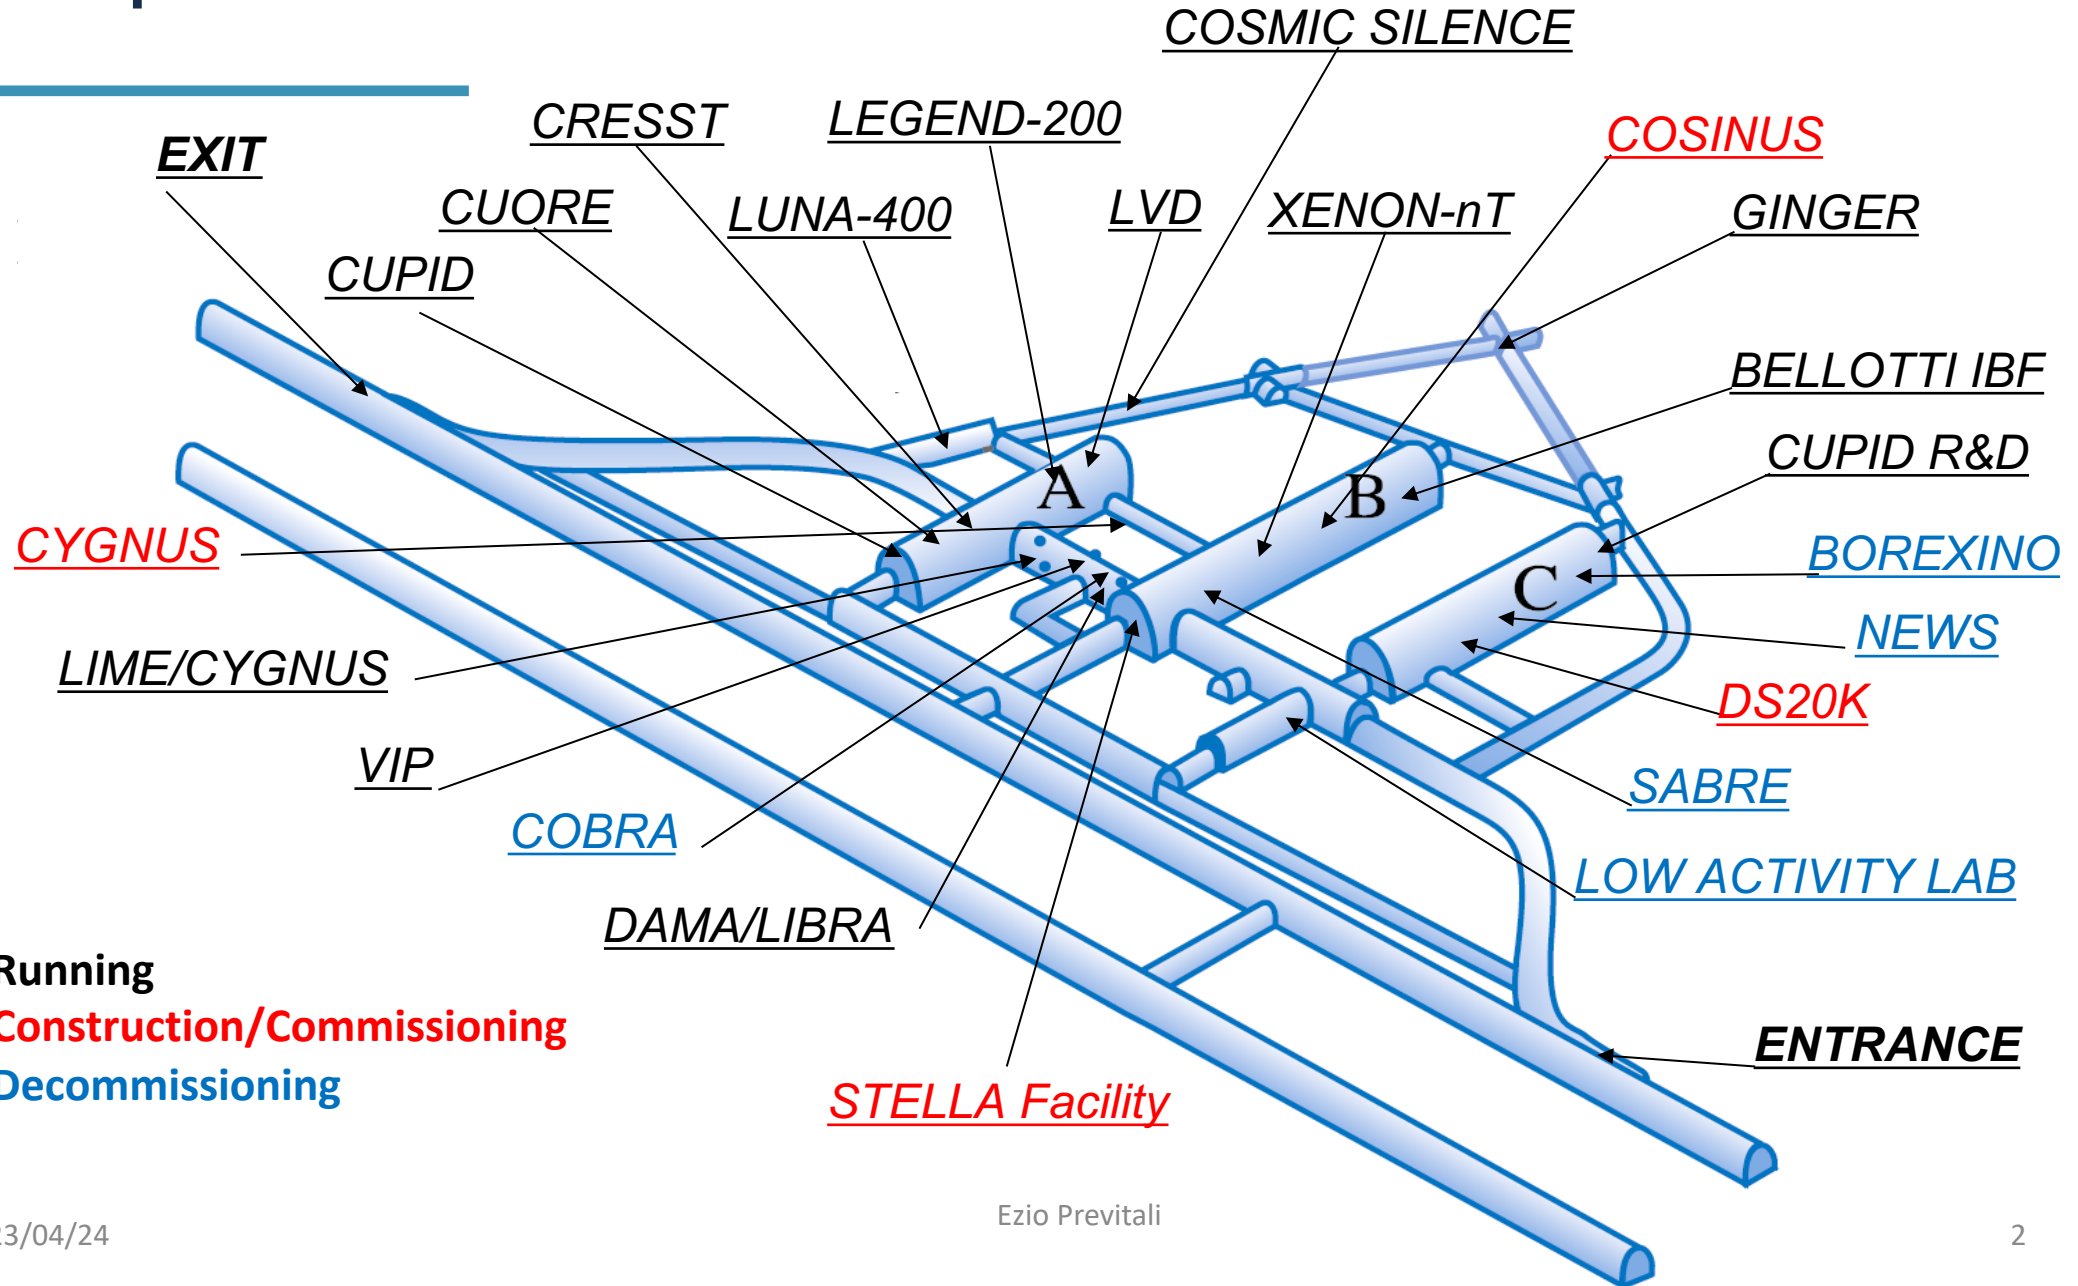 COSMIC SILENCE
CRESST
LEGEND-200
COSINUS
EXIT
CUORE
LUNA-400
LVD
XENON-nT
GINGER
CUPID
BELLOTTI IBF
CUPID R&D
A
B
C
CYGNUS
BOREXINO
NEWS
LIME/CYGNUS
DS20K
VIP
SABRE
COBRA
LOW ACTIVITY LAB
DAMA/LIBRA
Running
Construction/Commissioning
Decommissioning
ENTRANCE
STELLA Facility
Ezio Previtali
23/04/24
2